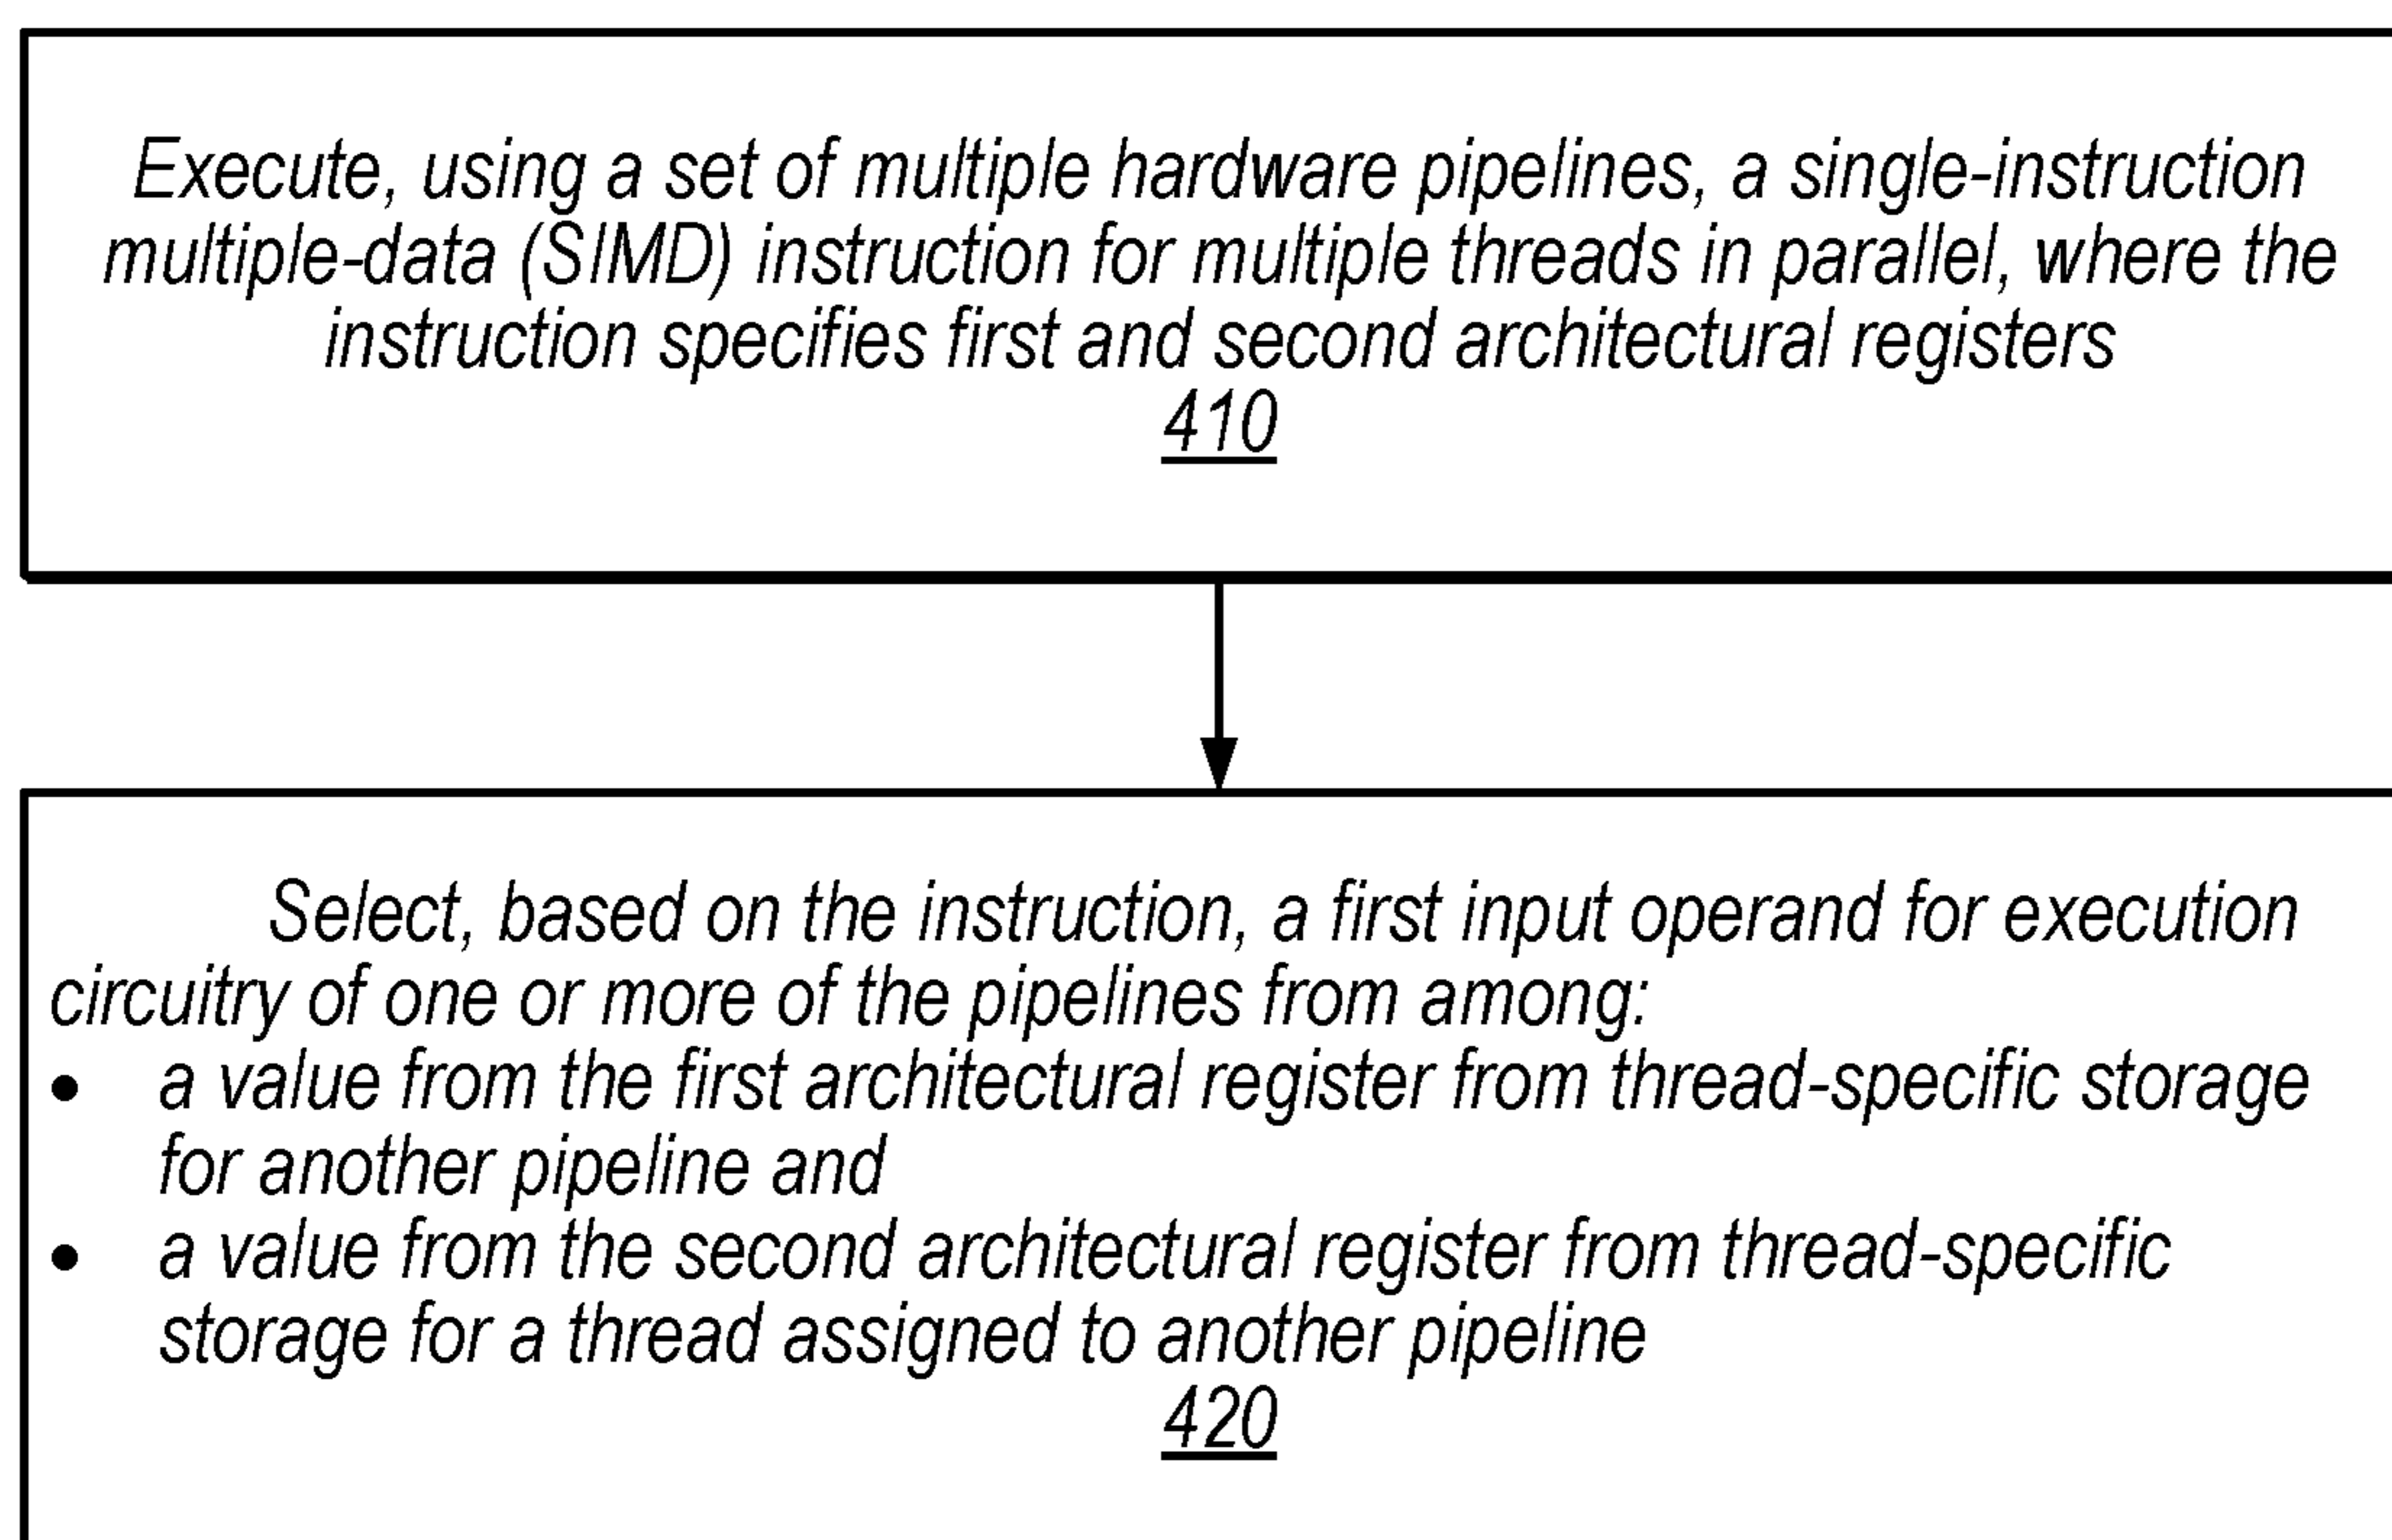 Execute, using a set of multiple hardware pipelines, a single-instruction
multiple-data (SIMD) instruction for multiple threads in parallel, where the
instruction specifies first and second architectural registers
410
Select, based on the instruction, a first input operand for execution
circuitry of one or more of the pipelines from among:
• a value from the first architectural register from thread-specific storage
for another pipeline and
• a value from the second architectural register from thread-specific
storage for a thread assigned to another pipeline
420